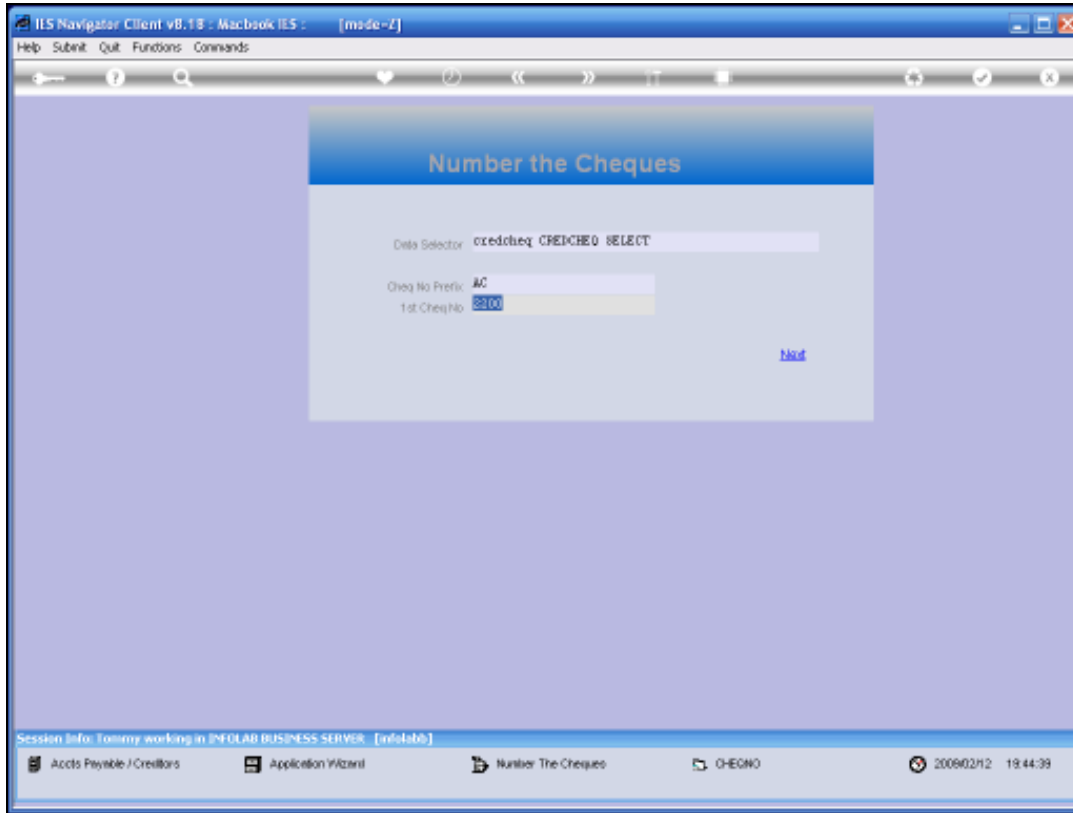 IES Navigator Client v8.18 : Macbook IES : [mode-Z]
Help Submit Quit Functions Commands
Number the Cheques
Data Selector credcheq CREDCHEQ SELECT
Cheq No Prefix AC
1st Cheq No
Next
Session Info: Tommy working in INFOLAB BUSINESS SERVER [infolabb]
Accts Payable / Creditors Application Wizard Number The Cheques CHEQNO 2009/02/12 19:44:39